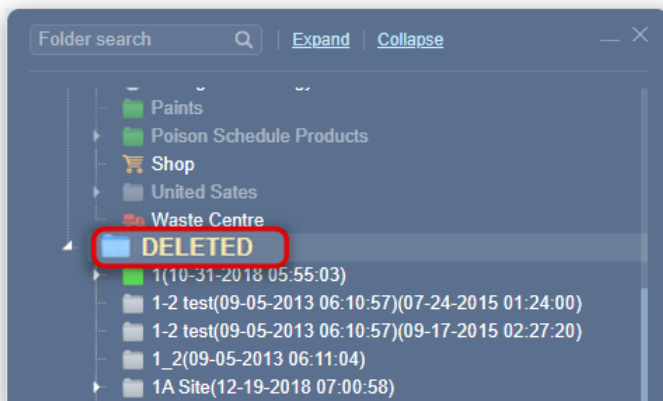 Folder search Expand Collapse
Paints
Poison Schedule Products
Shop
United Sates
Waste Centre
DELETED
1(10-31-2018 05:55:03)
1-2 test(09-05-2013 06:10:57)(07-24-2015 01:24:00)
1-2 test(09-05-2013 06:10:57)(09-17-2015 02:27:20)
1_2(09-05-2013 06:11:04)
1A Site(12-19-2018 07:00:58)